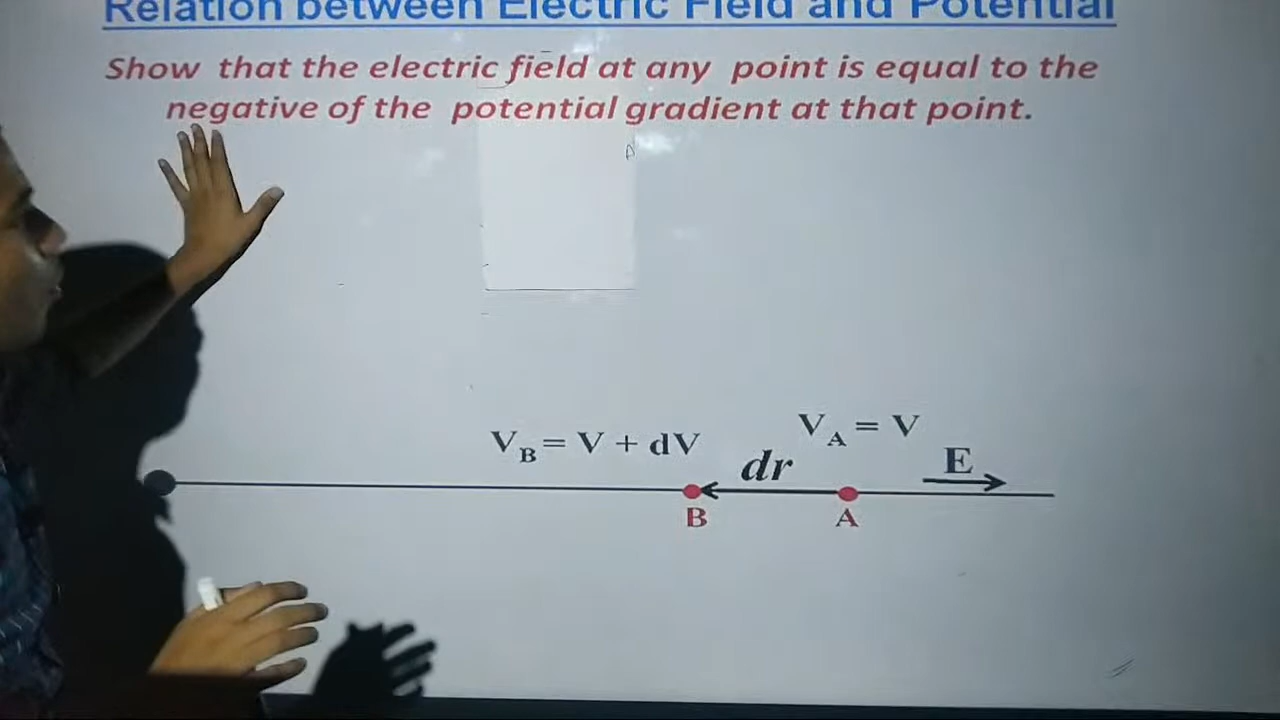 Relation between Electric Field and Potential
Show that the electric field at any point is equal to the
negative of the potential gradient at that point.
A
V_A = V
V_B = V + dV
dr
E
B
A